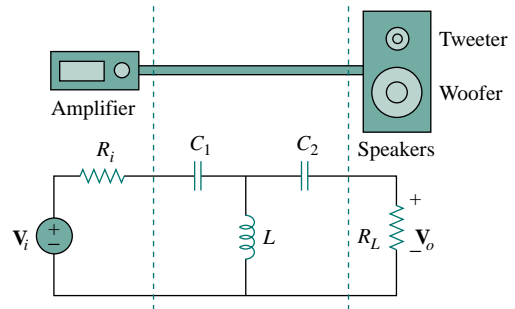 Tweeter
Woofer
Amplifier
Speakers
R_i
C_1
C_2
+
+
−
V_i
L
R_L
V_o
−